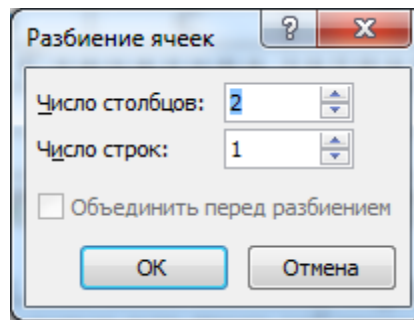 Разбиение ячеек
?
Число столбцов: 2
Число строк: 1
Объединить перед разбиением
ОК Отмена